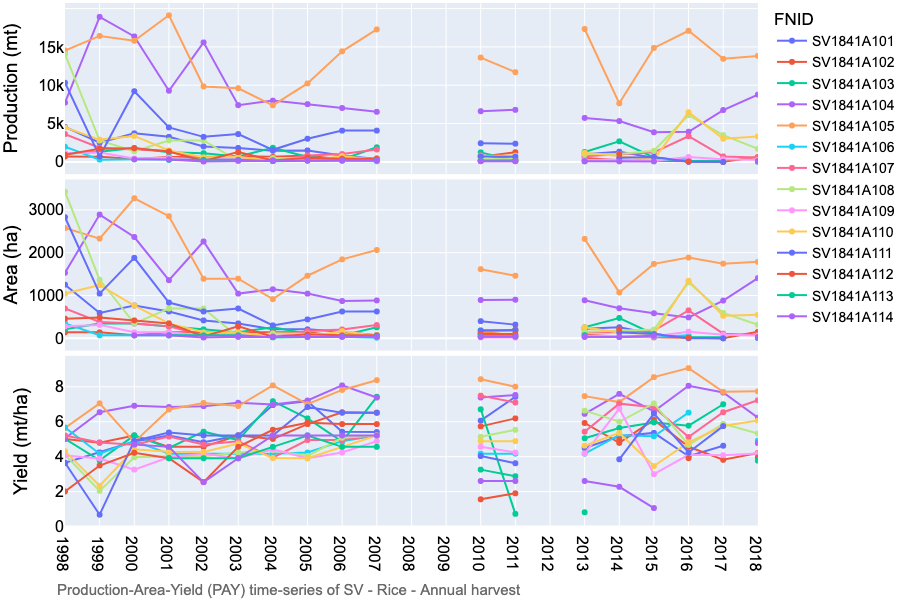 FNID
SV1841A101
SV1841A102
SV1841A103
SV1841A104
SV1841A105
SV1841A106
SV1841A107
SV1841A108
SV1841A109
SV1841A110
SV1841A111
SV1841A112
SV1841A113
SV1841A114
Production (mt)
15k
10k
5k
0
Area (ha)
3000
2000
1000
0
Yield (mt/ha)
8
6
4
2
0
1998
1999
2000
2001
2002
2003
2004
2005
2006
2007
2008
2009
2010
2011
2012
2013
2014
2015
2016
2017
2018
Production-Area-Yield (PAY) time-series of SV - Rice - Annual harvest